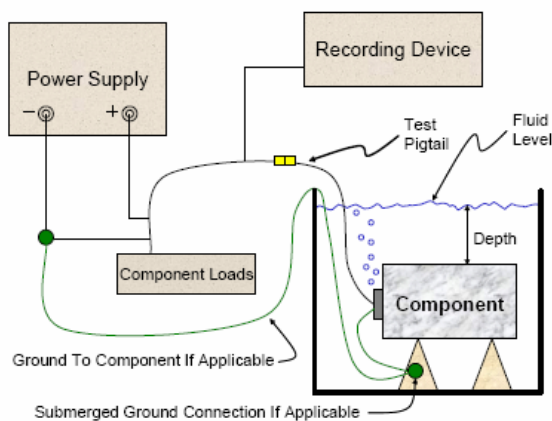 Power Supply
−
+
Recording Device
Test
Pigtail
Fluid
Level
Depth
Component Loads
Component
Ground To Component If Applicable
Submerged Ground Connection If Applicable